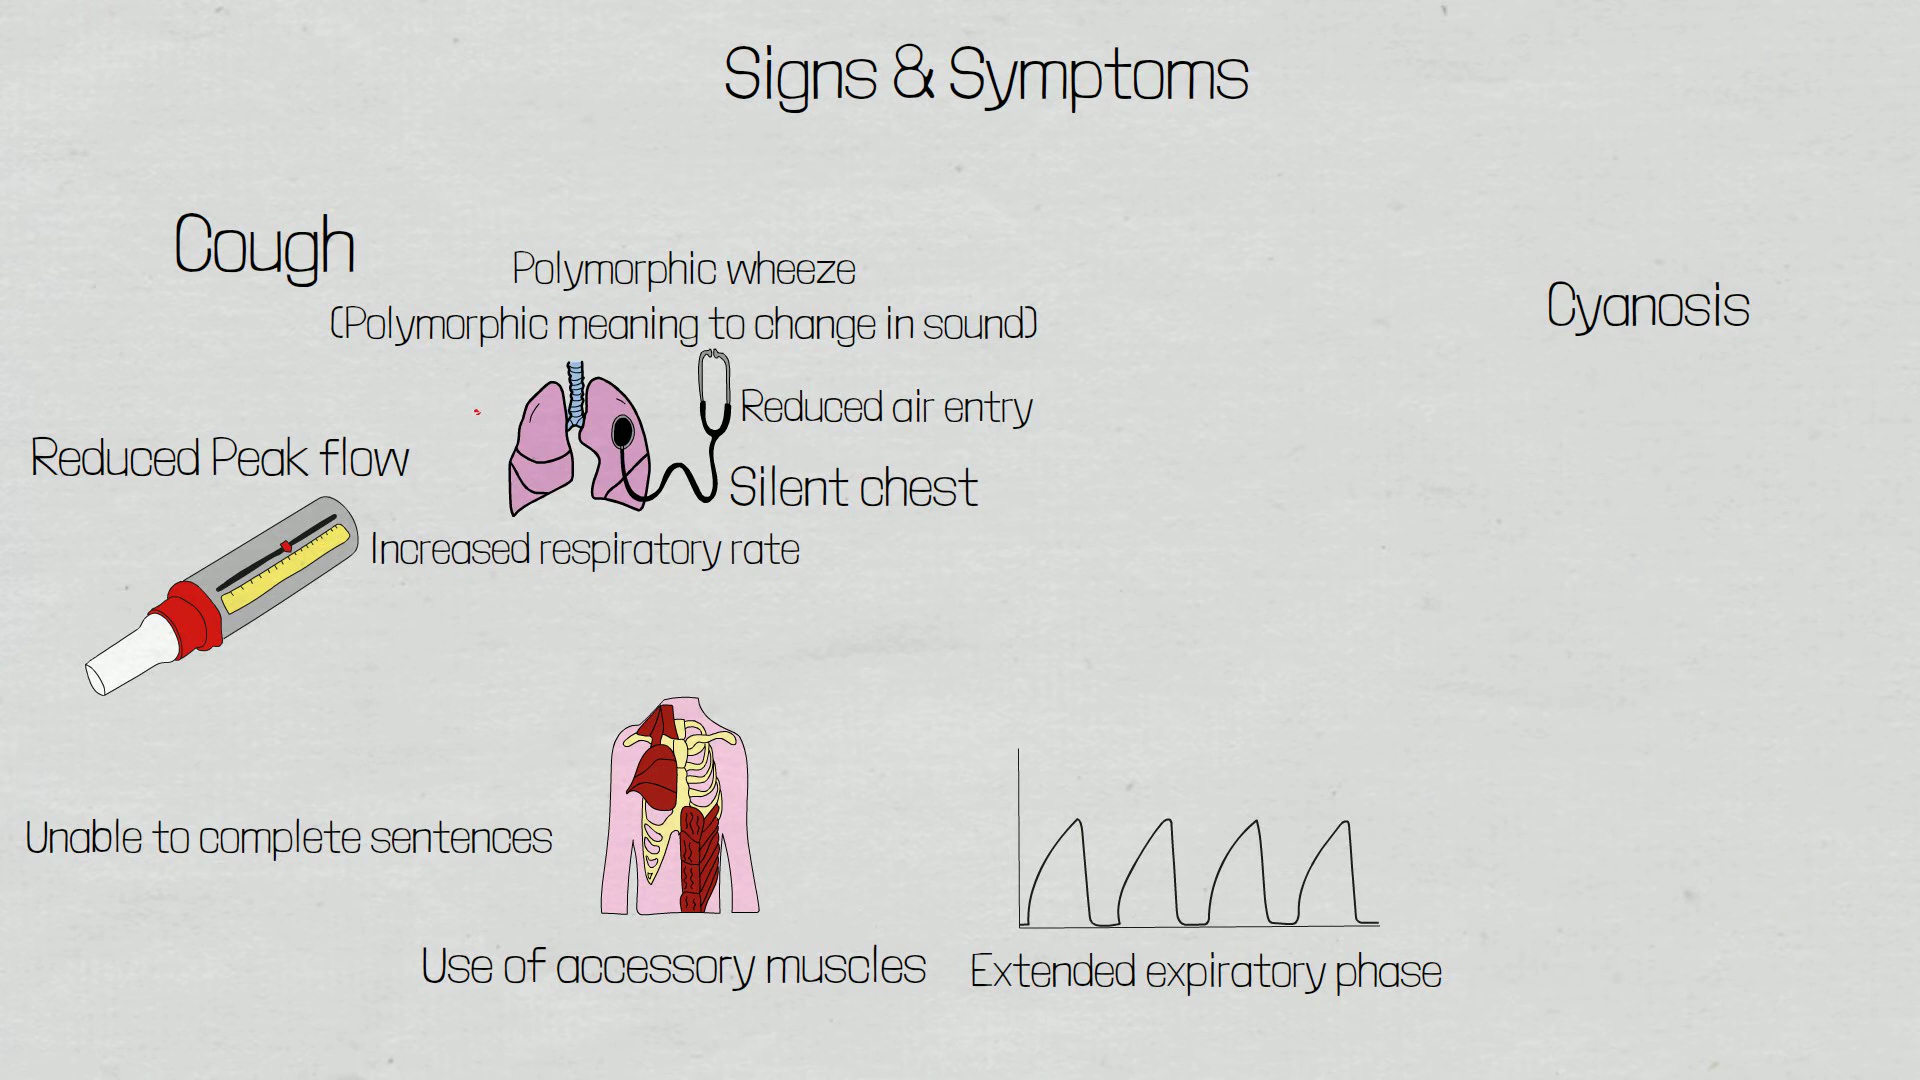 Signs & Symptoms
Cough
Polymorphic wheeze
(Polymorphic meaning to change in sound)
Cyanosis
Reduced air entry
Reduced Peak flow
Silent chest
Increased respiratory rate
Unable to complete sentences
Use of accessory muscles
Extended expiratory phase